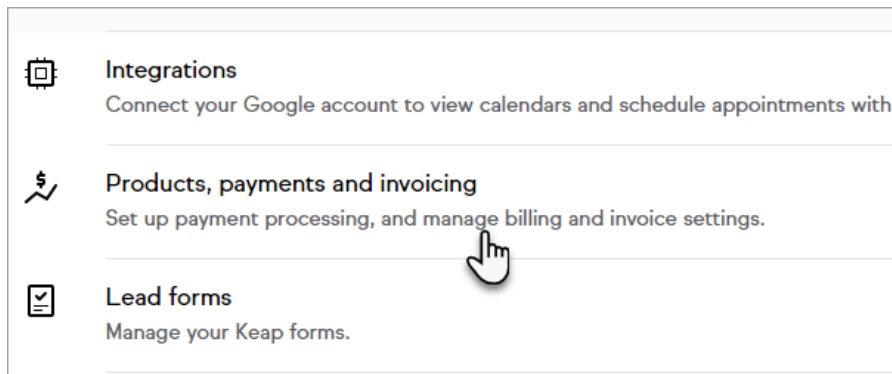 Integrations
Connect your Google account to view calendars and schedule appointments with
$
Products, payments and invoicing
Set up payment processing, and manage billing and invoice settings.
Lead forms
Manage your Keap forms.